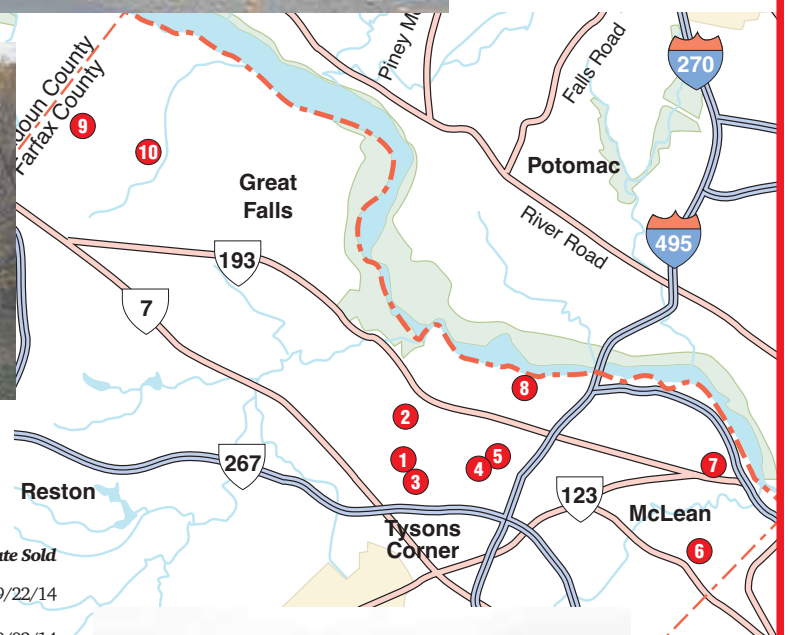 Piney M
Falls Road
270
doun County
Fairfax County
9
10
Potomac
Great
Falls
River Road
495
193
7
8
2
1
5
4
3
7
267
123
Reston
McLean
Tysons
Corner
6
ate Sold
9/22/14